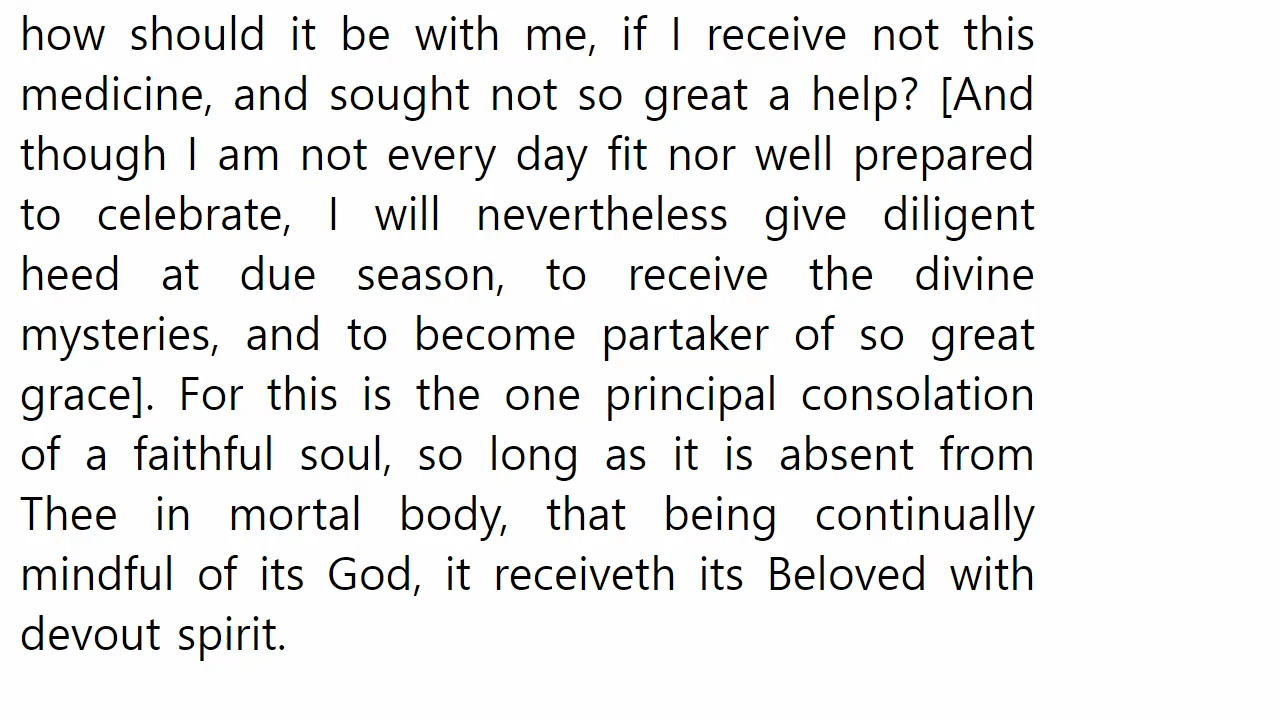 how should it be with me, if I receive not this
medicine, and sought not so great a help? [And
though I am not every day fit nor well prepared
to celebrate, I will nevertheless give diligent
heed at due season, to receive the divine
mysteries, and to become partaker of so great
grace]. For this is the one principal consolation
of a faithful soul, so long as it is absent from
Thee in mortal body, that being continually
mindful of its God, it receiveth its Beloved with
devout spirit.